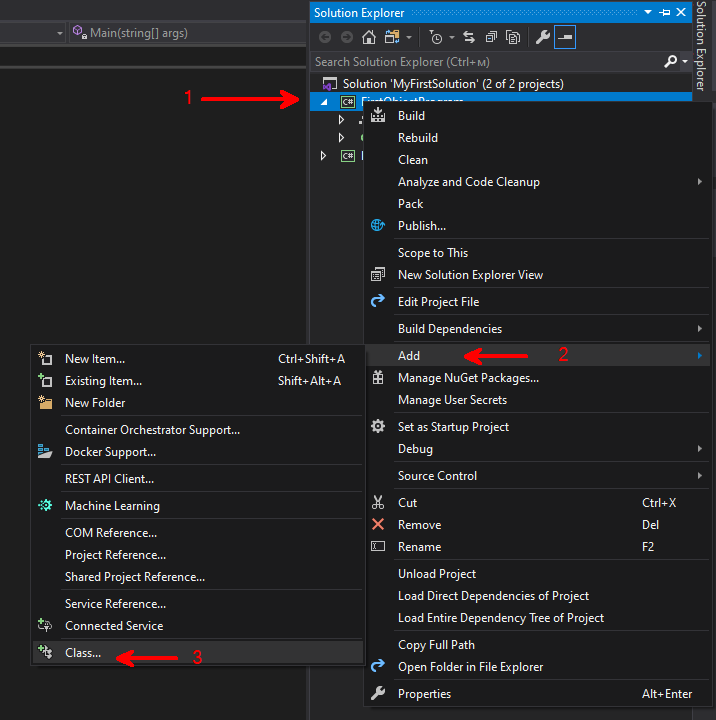 Solution Explorer
Main(string[] args)
Search Solution Explorer (Ctrl+м)
Solution Explorer
Solution 'MyFirstSolution' (2 of 2 projects)
1
C# FirstObjectProgram
C#
Build
Rebuild
Clean
Analyze and Code Cleanup
Pack
Publish...
Scope to This
New Solution Explorer View
Edit Project File
Build Dependencies
Add
2
Manage NuGet Packages...
Manage User Secrets
Set as Startup Project
Debug
Source Control
Cut Ctrl+X
Remove Del
Rename F2
Unload Project
Load Direct Dependencies of Project
Load Entire Dependency Tree of Project
Copy Full Path
Open Folder in File Explorer
Properties Alt+Enter
New Item... Ctrl+Shift+A
Existing Item... Shift+Alt+A
New Folder
Container Orchestrator Support...
Docker Support...
REST API Client...
Machine Learning
COM Reference...
Project Reference...
Shared Project Reference...
Service Reference...
Connected Service
Class...
3